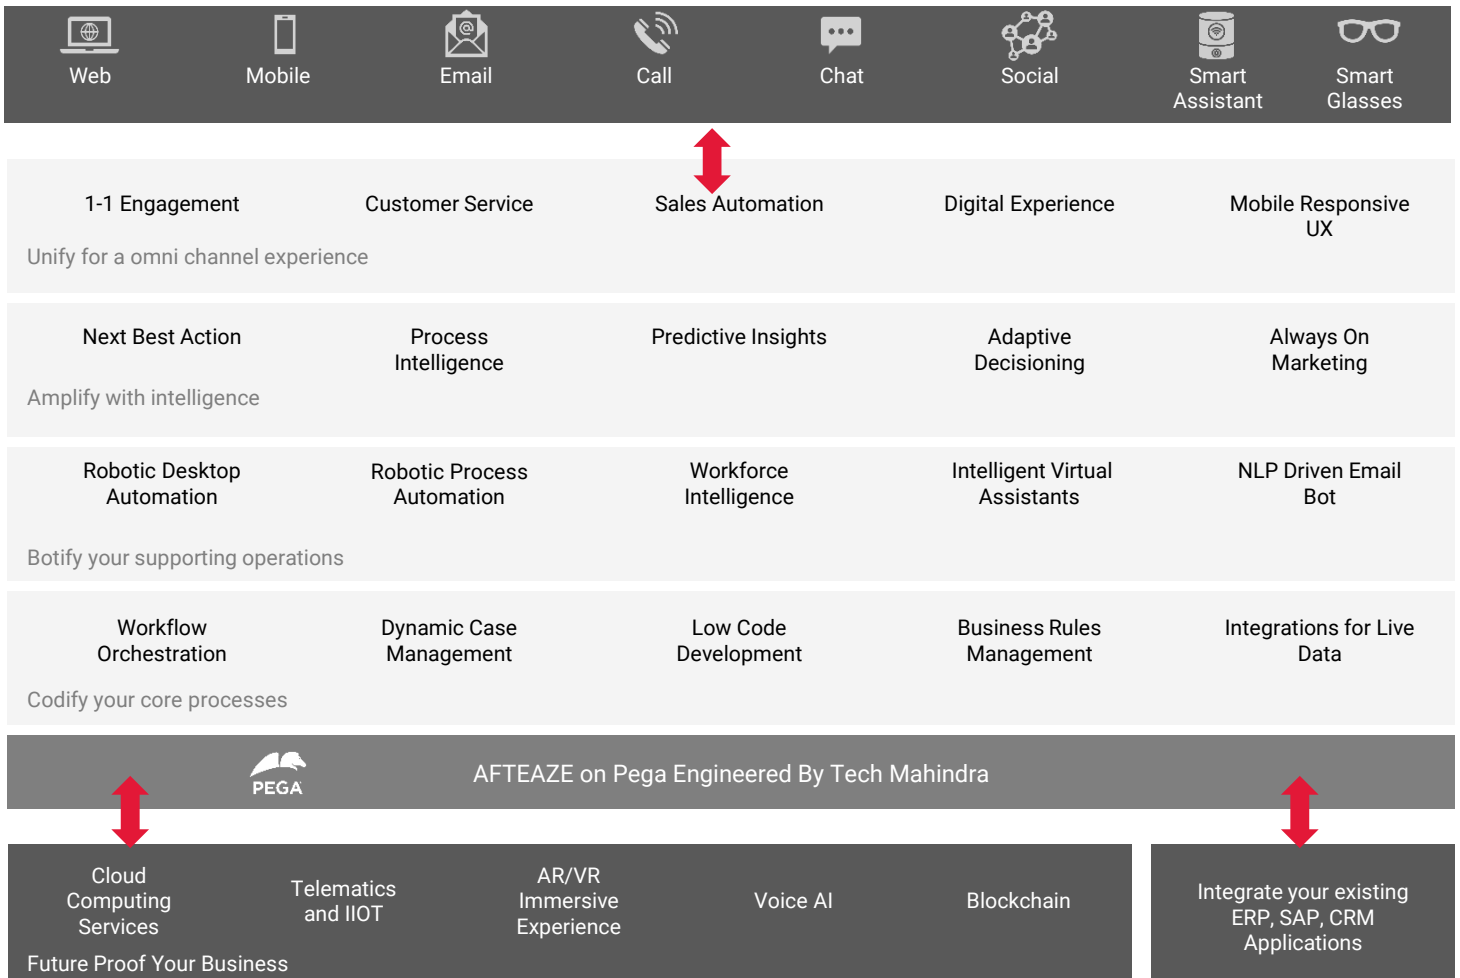 Web
Mobile
Email
Call
Chat
Social
Smart
Assistant
Smart
Glasses
1-1 Engagement
Customer Service
Sales Automation
Digital Experience
Mobile Responsive
UX
Unify for a omni channel experience
Next Best Action
Process
Intelligence
Predictive Insights
Adaptive
Decisioning
Always On
Marketing
Amplify with intelligence
Robotic Desktop
Automation
Robotic Process
Automation
Workforce
Intelligence
Intelligent Virtual
Assistants
NLP Driven Email
Bot
Botify your supporting operations
Workflow
Orchestration
Dynamic Case
Management
Low Code
Development
Business Rules
Management
Integrations for Live
Data
Codify your core processes
PEGA
AFTEAZE on Pega Engineered By Tech Mahindra
Cloud
Computing
Services
Telematics
and IIOT
AR/VR
Immersive
Experience
Voice AI
Blockchain
Future Proof Your Business
Integrate your existing
ERP, SAP, CRM
Applications